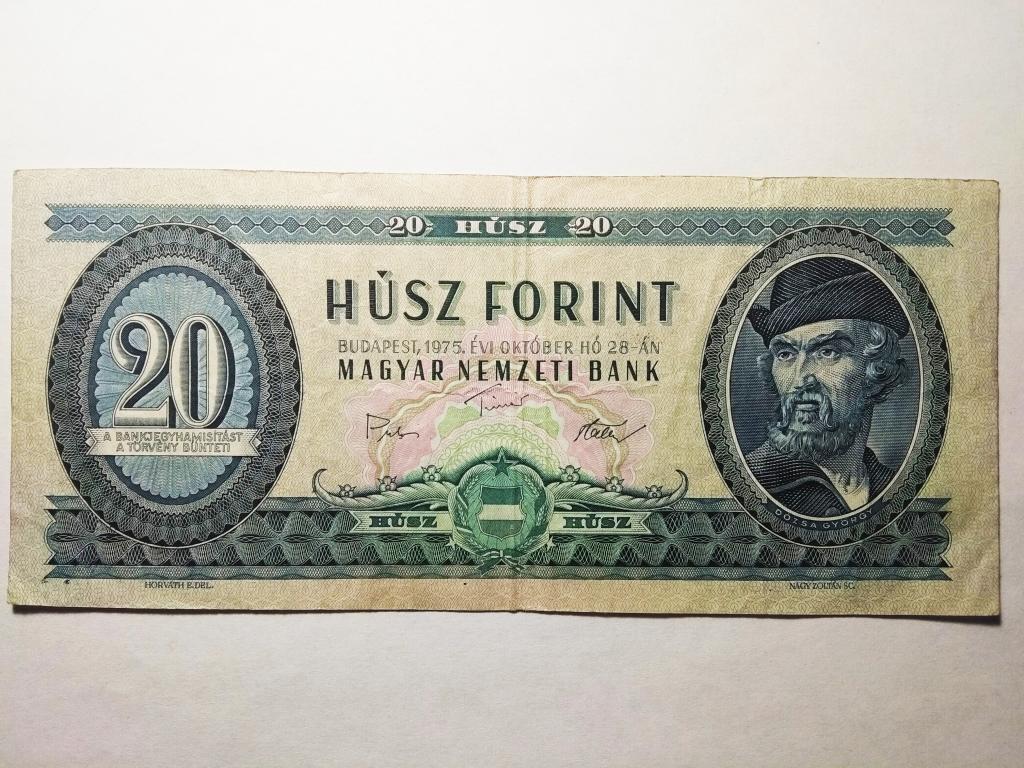 20 HÚSZ 20
HÚSZ FORINT
BUDAPEST, 1975. ÉVI OKTÓBER HÓ 28-ÁN
MAGYAR NEMZETI BANK
20
A BANKJEGYHAMISÍTÁST
A TÖRVÉNY BÜNTETI
HÚSZ HÚSZ
DÓZSA GYÖRGY
HORVÁTH E. DEL. NAGY ZOLTÁN SC.